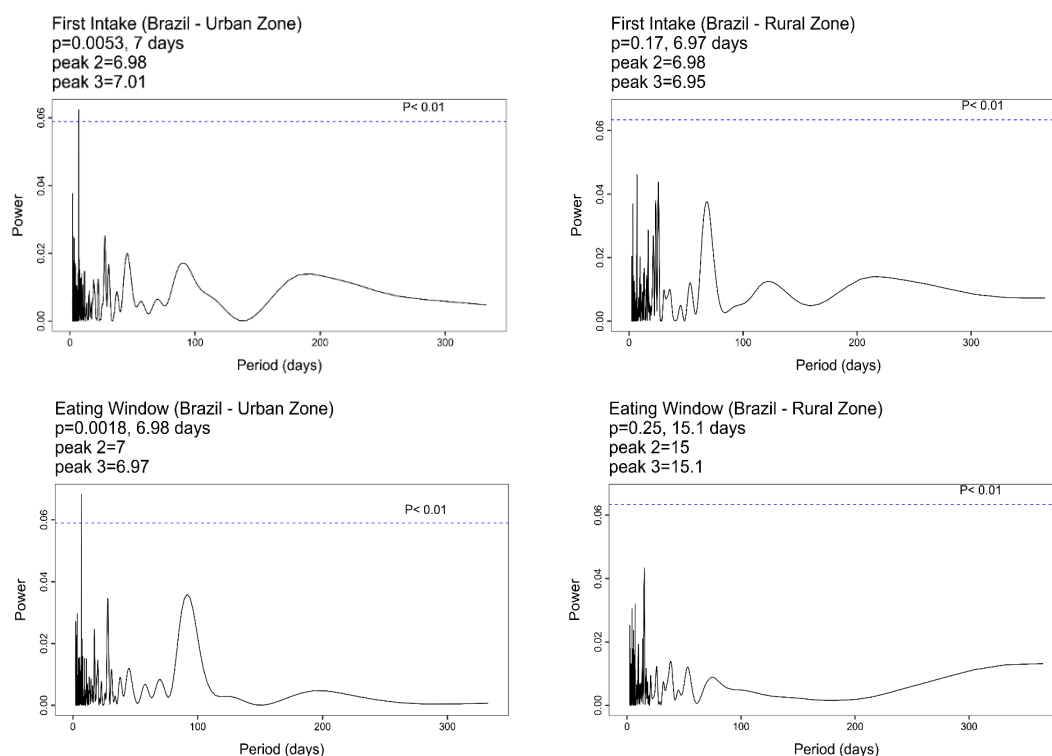 First Intake (Brazil - Urban Zone)
p=0.0053, 7 days
peak 2=6.98
peak 3=7.01
P< 0.01
0.06
0.04
0.02
0.00
Power
0 100 200 300
Period (days)
First Intake (Brazil - Rural Zone)
p=0.17, 6.97 days
peak 2=6.98
peak 3=6.95
P< 0.01
0.06
0.04
0.02
0.00
Power
0 100 200 300
Period (days)
Eating Window (Brazil - Urban Zone)
p=0.0018, 6.98 days
peak 2=7
peak 3=6.97
P< 0.01
0.06
0.04
0.02
0.00
Power
0 100 200 300
Period (days)
Eating Window (Brazil - Rural Zone)
p=0.25, 15.1 days
peak 2=15
peak 3=15.1
P< 0.01
0.06
0.04
0.02
0.00
Power
0 100 200 300
Period (days)